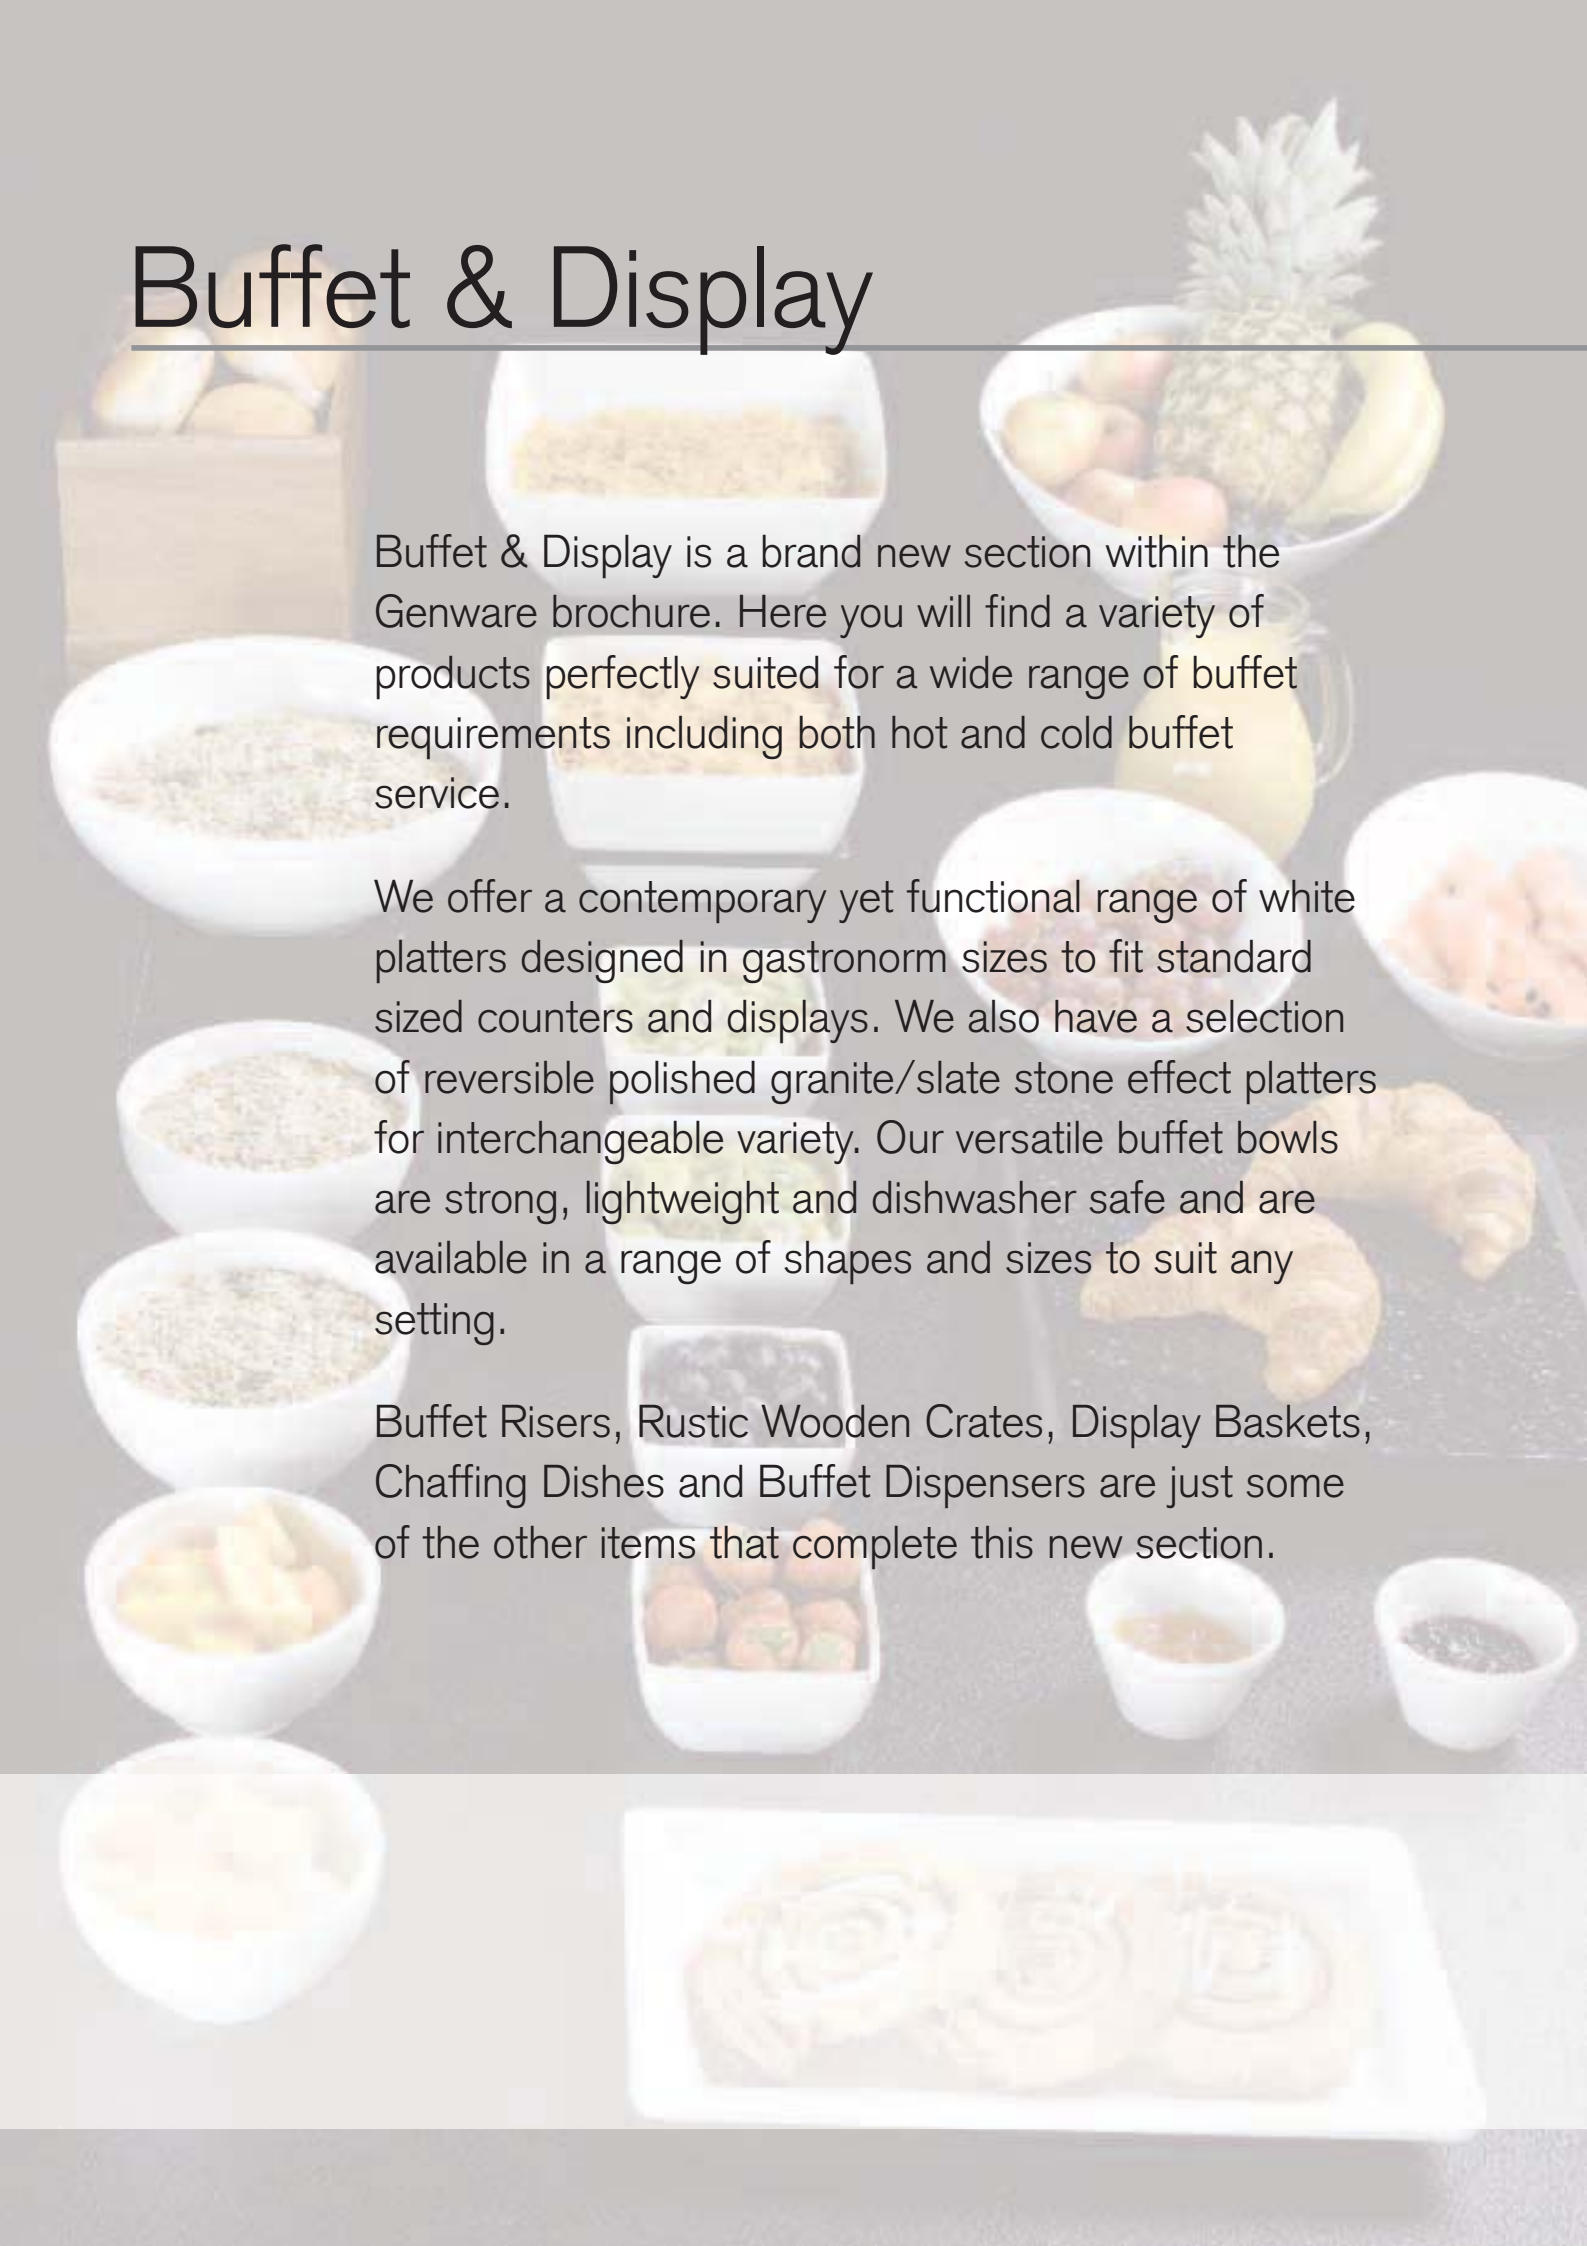 Buffet & Display
Buffet & Display is a brand new section within the
Genware brochure. Here you will find a variety of
products perfectly suited for a wide range of buffet
requirements including both hot and cold buffet
service.
We offer a contemporary yet functional range of white
platters designed in gastronorm sizes to fit standard
sized counters and displays. We also have a selection
of reversible polished granite/slate stone effect platters
for interchangeable variety. Our versatile buffet bowls
are strong, lightweight and dishwasher safe and are
available in a range of shapes and sizes to suit any
setting.
Buffet Risers, Rustic Wooden Crates, Display Baskets,
Chaffing Dishes and Buffet Dispensers are just some
of the other items that complete this new section.